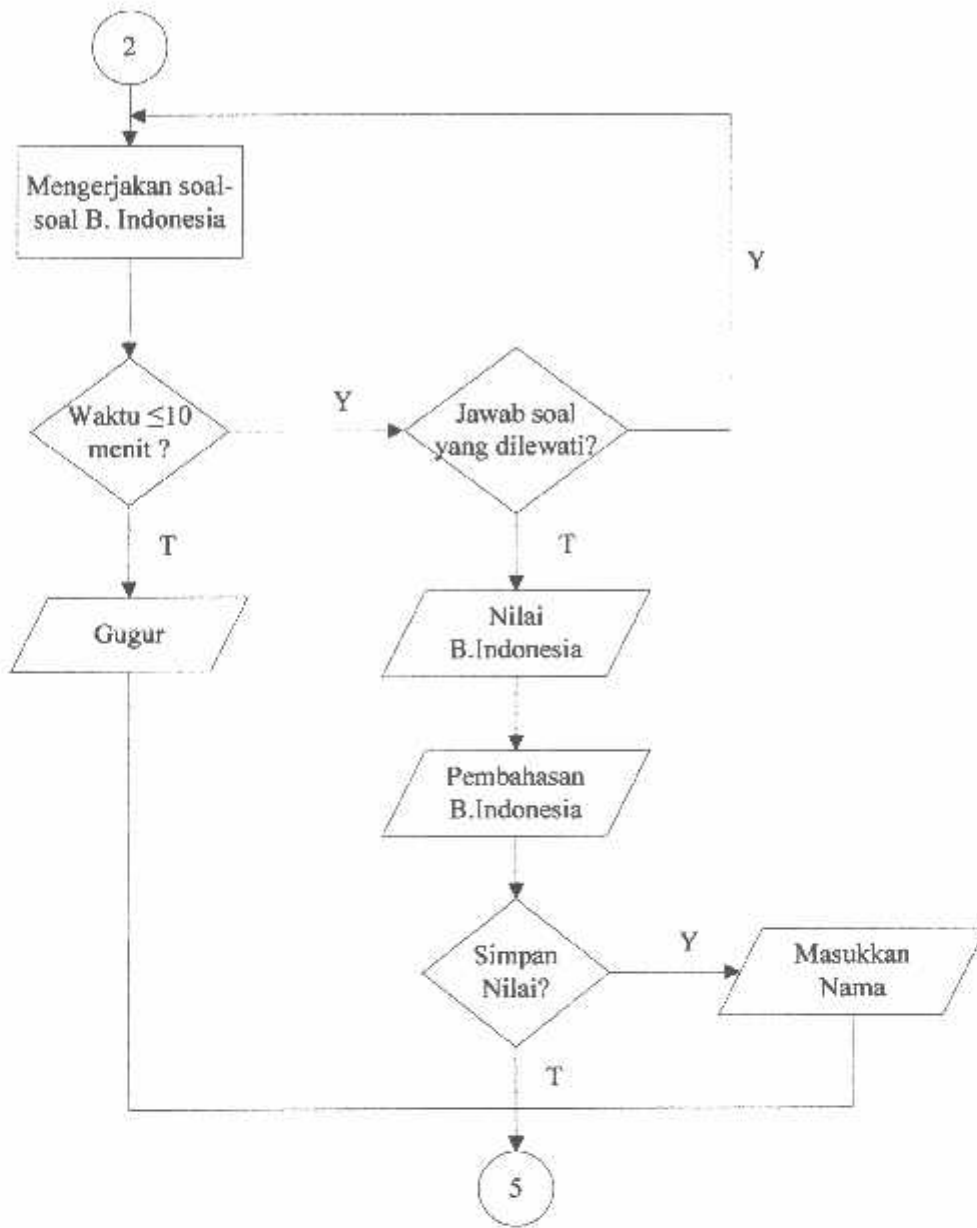 2
Mengerjakan soal-
soal B. Indonesia
Y
Waktu ≤10
menit ?
Y
Jawab soal
yang dilewati?
T
T
Gugur
Nilai
B.Indonesia
Pembahasan
B.Indonesia
Simpan
Nilai?
Y
Masukkan
Nama
T
5